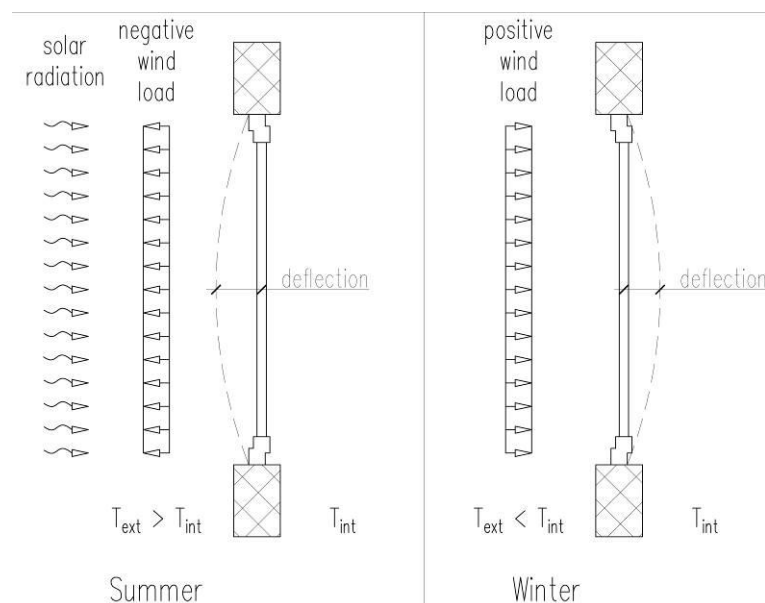 solar
radiation
negative
wind
load
deflection
T_ext > T_int
T_int
Summer
positive
wind
load
deflection
T_ext < T_int
T_int
Winter